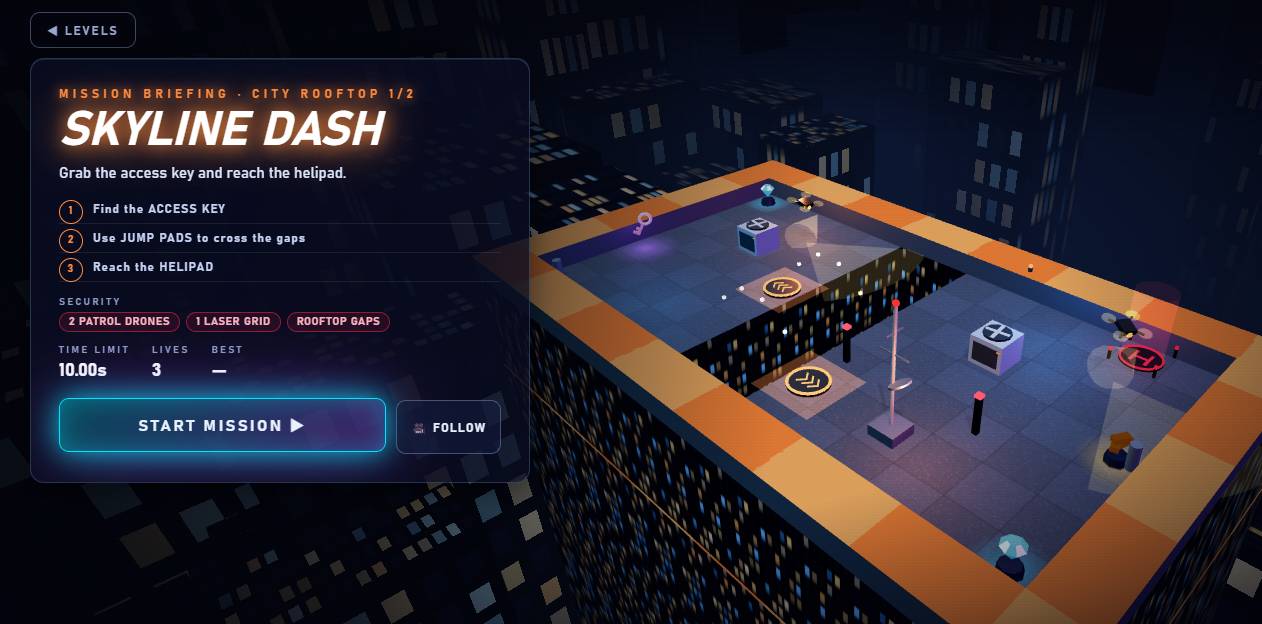 ◀ LEVELS
MISSION BRIEFING · CITY ROOFTOP 1/2
SKYLINE DASH
Grab the access key and reach the helipad.
1 Find the ACCESS KEY
2 Use JUMP PADS to cross the gaps
3 Reach the HELIPAD
SECURITY
2 PATROL DRONES 1 LASER GRID ROOFTOP GAPS
TIME LIMIT LIVES BEST
10.00s 3 —
START MISSION ▶ FOLLOW
H